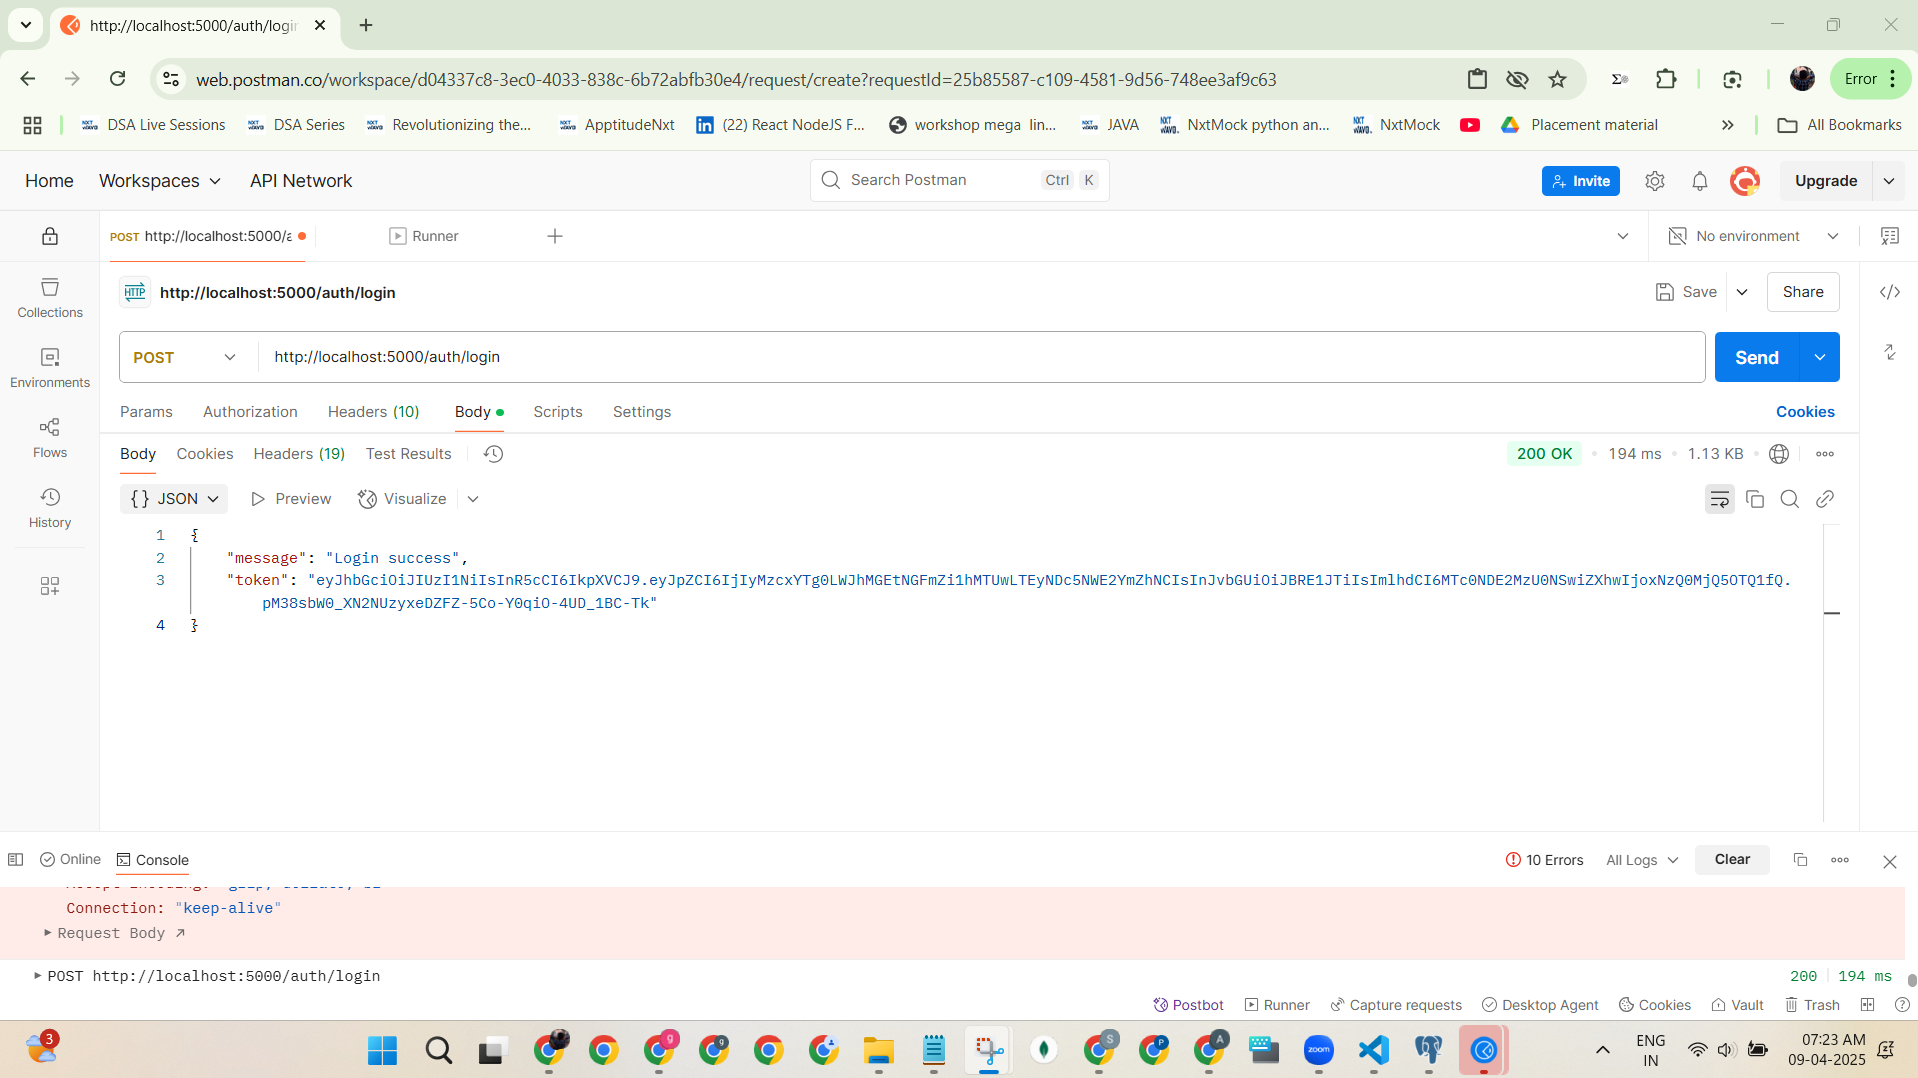 http://localhost:5000/auth/login
web.postman.co/workspace/d04337c8-3ec0-4033-838c-6b72abfb30e4/request/create?requestId=25b85587-c109-4581-9d56-748ee3af9c63
Error
DSA Live Sessions DSA Series Revolutionizing the... ApptitudeNxt (22) React NodeJS F... workshop mega lin... JAVA NxtMock python an... NxtMock Placement material All Bookmarks
Home Workspaces API Network Search Postman Ctrl K Invite Upgrade
POST http://localhost:5000/a Runner No environment
HTTP http://localhost:5000/auth/login Save Share
POST http://localhost:5000/auth/login Send
Params Authorization Headers (10) Body Scripts Settings Cookies
Body Cookies Headers (19) Test Results 200 OK 194 ms 1.13 KB
{} JSON Preview Visualize
Collections
Environments
Flows
History
1 {
2 "message": "Login success",
3 "token": "eyJhbGciOiJIUzI1NiIsInR5cCI6IkpXVCJ9.eyJpZCI6IjIyMzcxYTg0LWJhMGEtNGFmZi1hMTUwLTEyNDc5NWE2YmZhNCIsInJvbGUiOiJBRE1JTiIsImlhdCI6MTc0NDE2MzU0NSwiZXhwIjoxNzQ0MjQ5OTQ1fQ.
pM38sbW0_XN2NUzyxeDZFZ-5Co-Y0qiO-4UD_1BC-Tk"
4 }
Online Console 10 Errors All Logs Clear
Connection: "keep-alive"
Request Body ↗
POST http://localhost:5000/auth/login 200 194 ms
Postbot Runner Capture requests Desktop Agent Cookies Vault Trash
3
zoom
ENG
IN
07:23 AM
09-04-2025